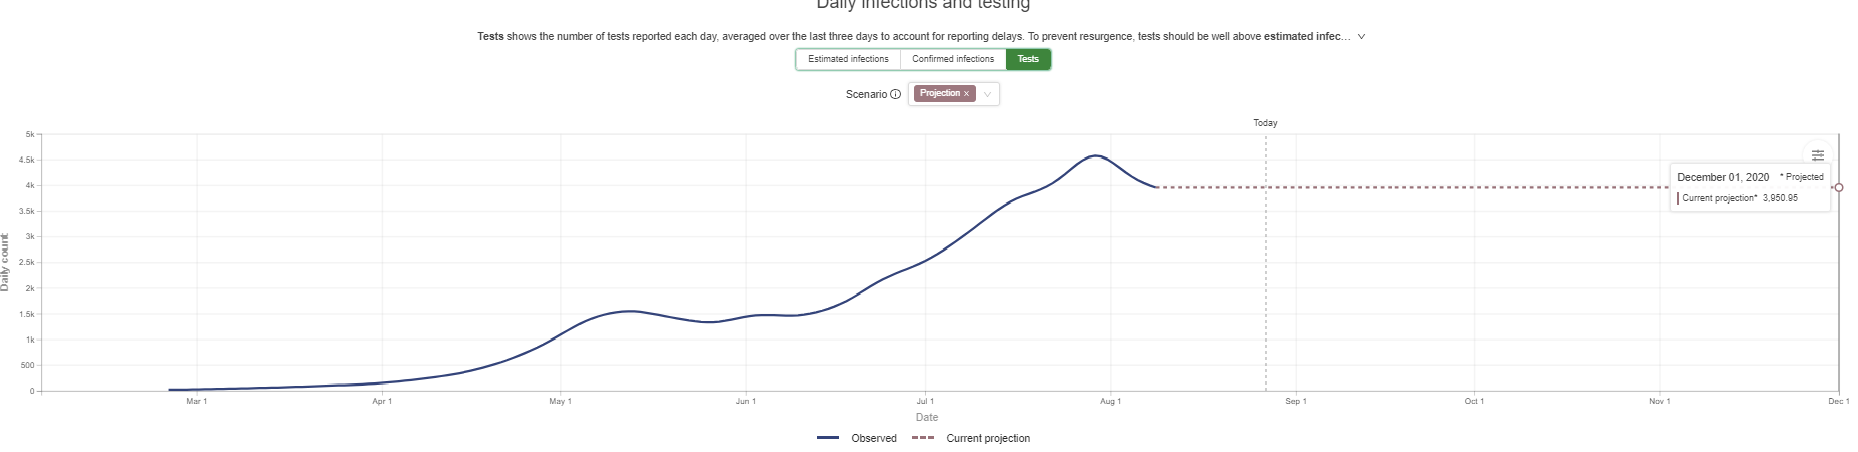 Daily infections and testing
Tests shows the number of tests reported each day, averaged over the last three days to account for reporting delays. To prevent resurgence, tests should be well above estimated infec...
Estimated infections Confirmed infections Tests
Scenario Projection ×
Today
5k
4.5k
4k
3.5k
3k
2.5k
2k
1.5k
1k
500
0
Daily count
December 01, 2020 * Projected
Current projection* 3,950.95
Mar 1 Apr 1 May 1 Jun 1 Jul 1 Aug 1 Sep 1 Oct 1 Nov 1 Dec 1
Date
Observed Current projection